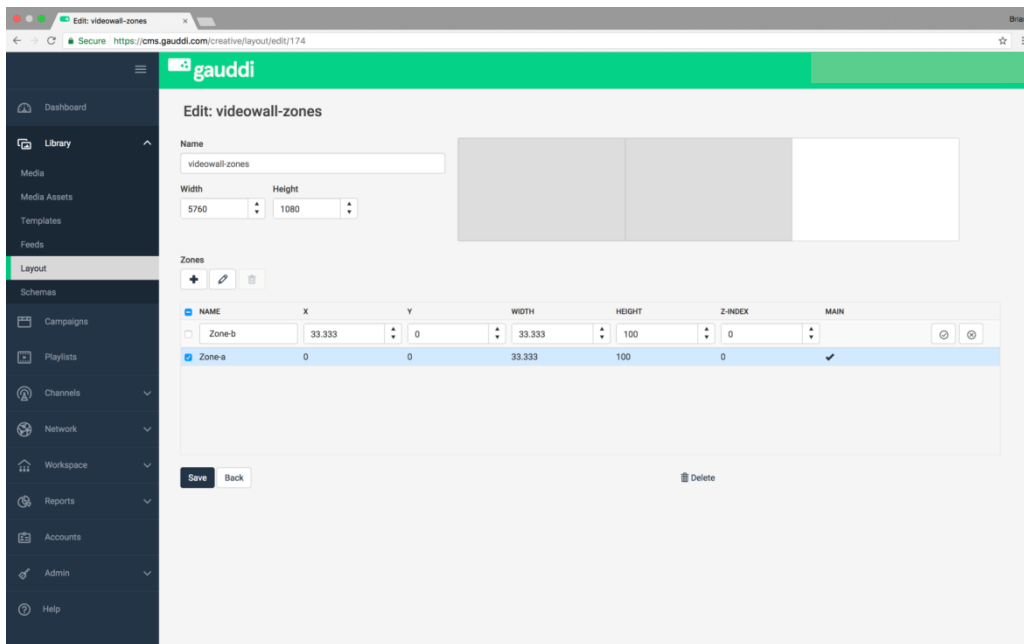 Edit: videowall-zones
Secure https://cms.gauddi.com/creative/layout/edit/174
gauddi
Dashboard
Library
Media
Media Assets
Templates
Feeds
Layout
Schemas
Campaigns
Playlists
Channels
Network
Workspace
Reports
Accounts
Admin
Help
Edit: videowall-zones
Name
videowall-zones
Width Height
5760 1080
Zones
NAME X Y WIDTH HEIGHT Z-INDEX MAIN
Zone-b 33.333 0 33.333 100 0
Zone-a 0 0 33.333 100 0
Save Back Delete